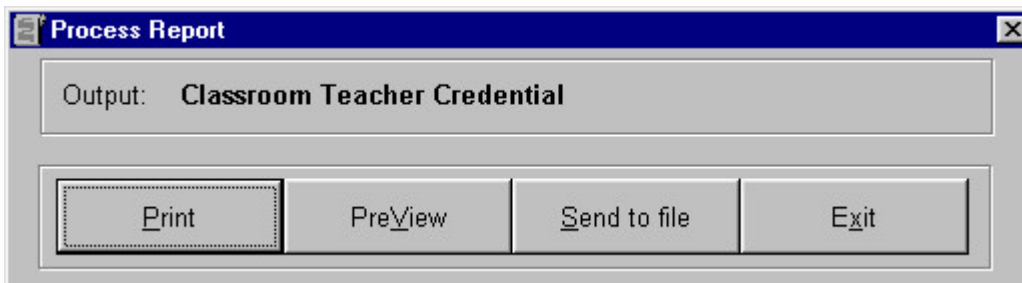 Process Report
Output: Classroom Teacher Credential
Print PreView Send to file Exit